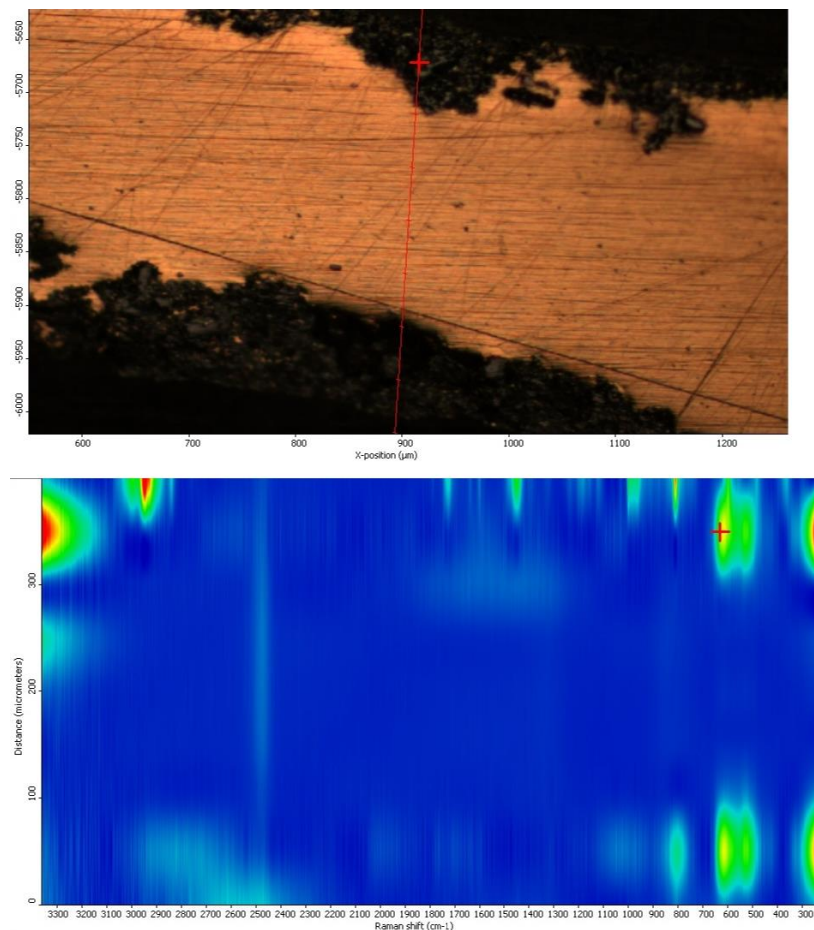 -5650
-5700
-5750
-5800
-5850
-5900
-5950
-6000
600 700 800 900 1000 1100 1200
X-position (µm)
300
200
100
0
Distance (micrometers)
3300 3200 3100 3000 2900 2800 2700 2600 2500 2400 2300 2200 2100 2000 1900 1800 1700 1600 1500 1400 1300 1200 1100 1000 900 800 700 600 500 400 300
Raman shift (cm-1)